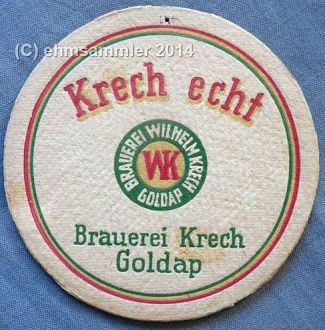 (C) ehmsammler 2014
Krech echt
BRAUEREI WILHELM KRECH
WK
GOLDAP
Brauerei Krech
Goldap